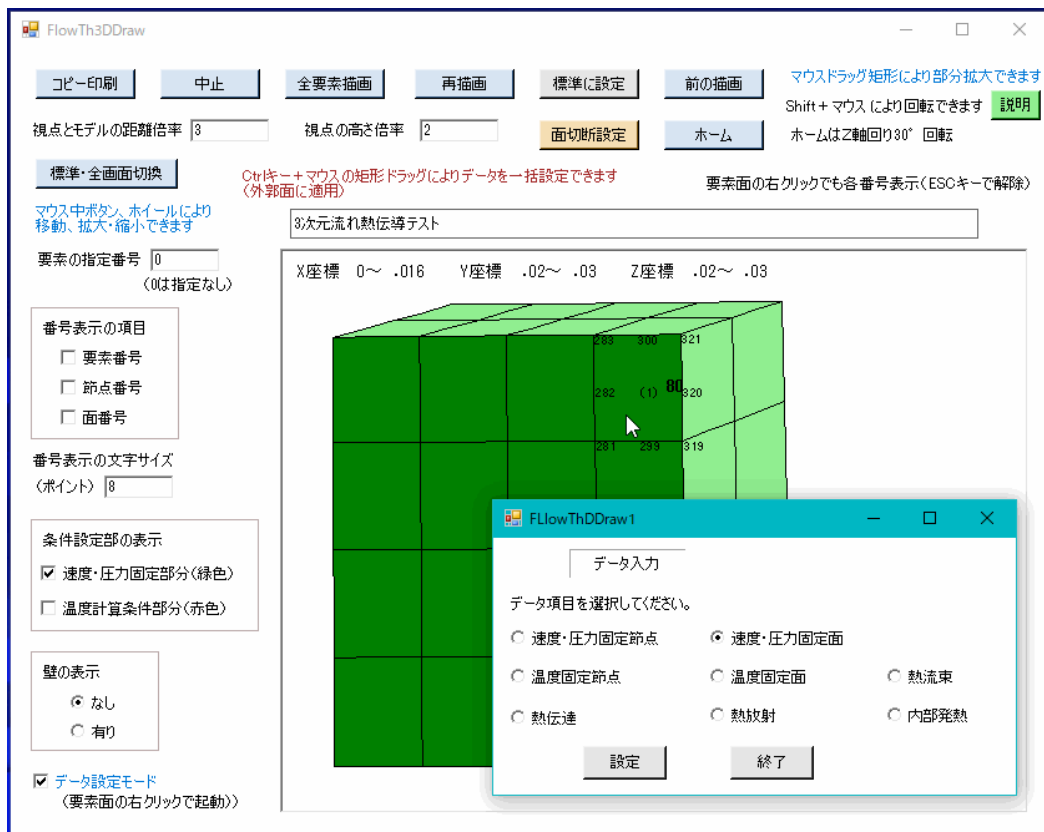 FlowTh3DDraw
コピー印刷 中止 全要素描画 再描画 標準に設定 前の描画
マウスドラッグ矩形により部分拡大できます
Shift+マウスにより回転できます 説明
視点とモデルの距離倍率 3 視点の高さ倍率 2 面切断設定 ホーム ホームはZ軸回り30° 回転
標準・全画面切換
Ctrlキー+マウスの矩形ドラッグによりデータを一括設定できます
(外郭面に適用)
要素面の右クリックでも各番号表示(ESCキーで解除)
マウス中ボタン、ホイールにより
移動、拡大・縮小できます
3次元流れ熱伝導テスト
要素の指定番号 0
(0は指定なし)
X座標 0~ .016 Y座標 .02~ .03 Z座標 .02~ .03
番号表示の項目
要素番号
節点番号
面番号
283 300 321
282 (1) 80 320
281 299 319
番号表示の文字サイズ
(ポイント) 8
条件設定部の表示
速度・圧力固定部分(緑色)
温度計算条件部分(赤色)
壁の表示
なし
有り
データ設定モード
(要素面の右クリックで起動))
FLlowThDDraw1
データ入力
データ項目を選択してください。
速度・圧力固定節点 速度・圧力固定面
温度固定節点 温度固定面 熱流束
熱伝達 熱放射 内部発熱
設定 終了